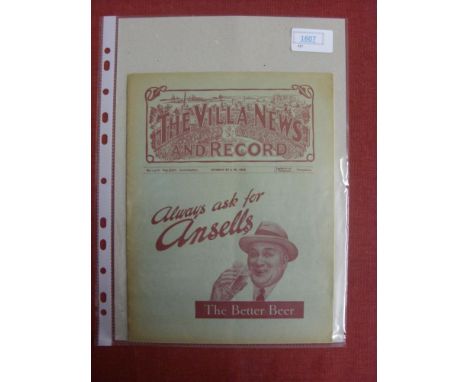 1607
THE VILLA NEWS
AND RECORD
Always ask for
Ansells
The Better Beer